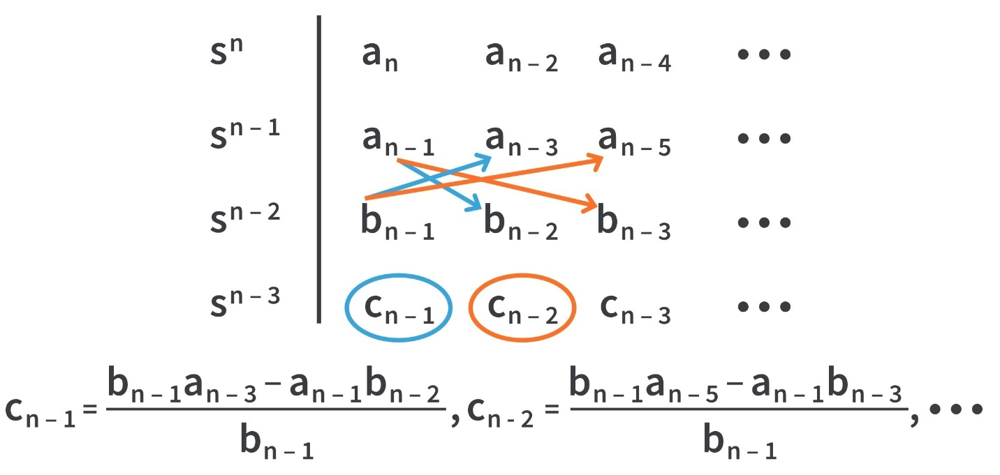 sⁿ aₙ aₙ₋₂ aₙ₋₄ •••
sⁿ⁻¹ aₙ₋₁ aₙ₋₃ aₙ₋₅ •••
sⁿ⁻² bₙ₋₁ bₙ₋₂ bₙ₋₃ •••
sⁿ⁻³ cₙ₋₁ cₙ₋₂ cₙ₋₃ •••
cₙ₋₁ = (bₙ₋₁aₙ₋₃ – aₙ₋₁bₙ₋₂) / bₙ₋₁ , cₙ₋₂ = (bₙ₋₁aₙ₋₅ – aₙ₋₁bₙ₋₃) / bₙ₋₁ , •••